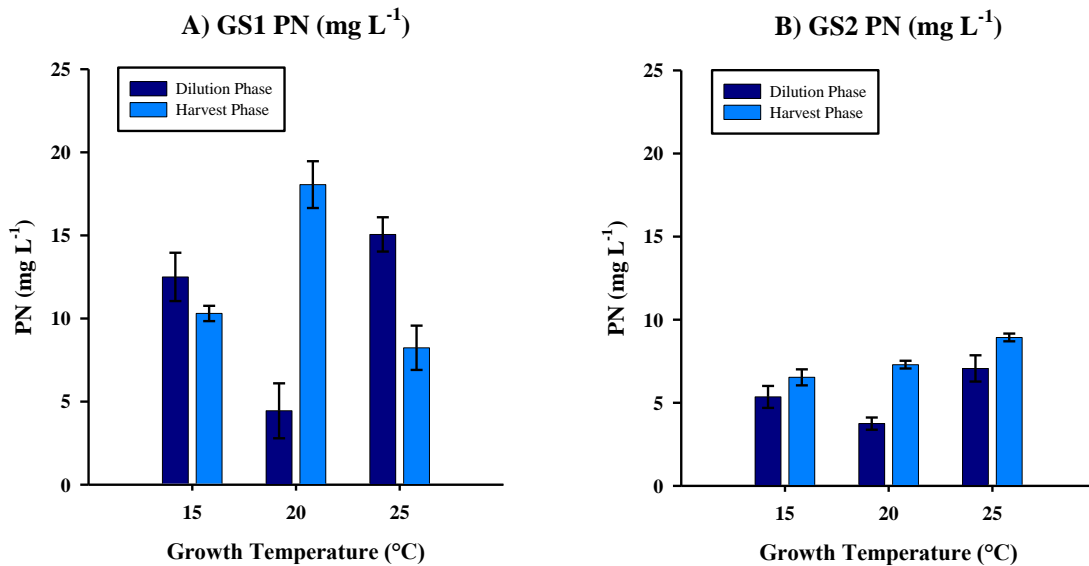 A) GS1 PN (mg L⁻¹)
25
20
15
10
5
0
PN (mg L⁻¹)
Dilution Phase
Harvest Phase
15 20 25
Growth Temperature (°C)
B) GS2 PN (mg L⁻¹)
25
20
15
10
5
0
PN (mg L⁻¹)
Dilution Phase
Harvest Phase
15 20 25
Growth Temperature (°C)